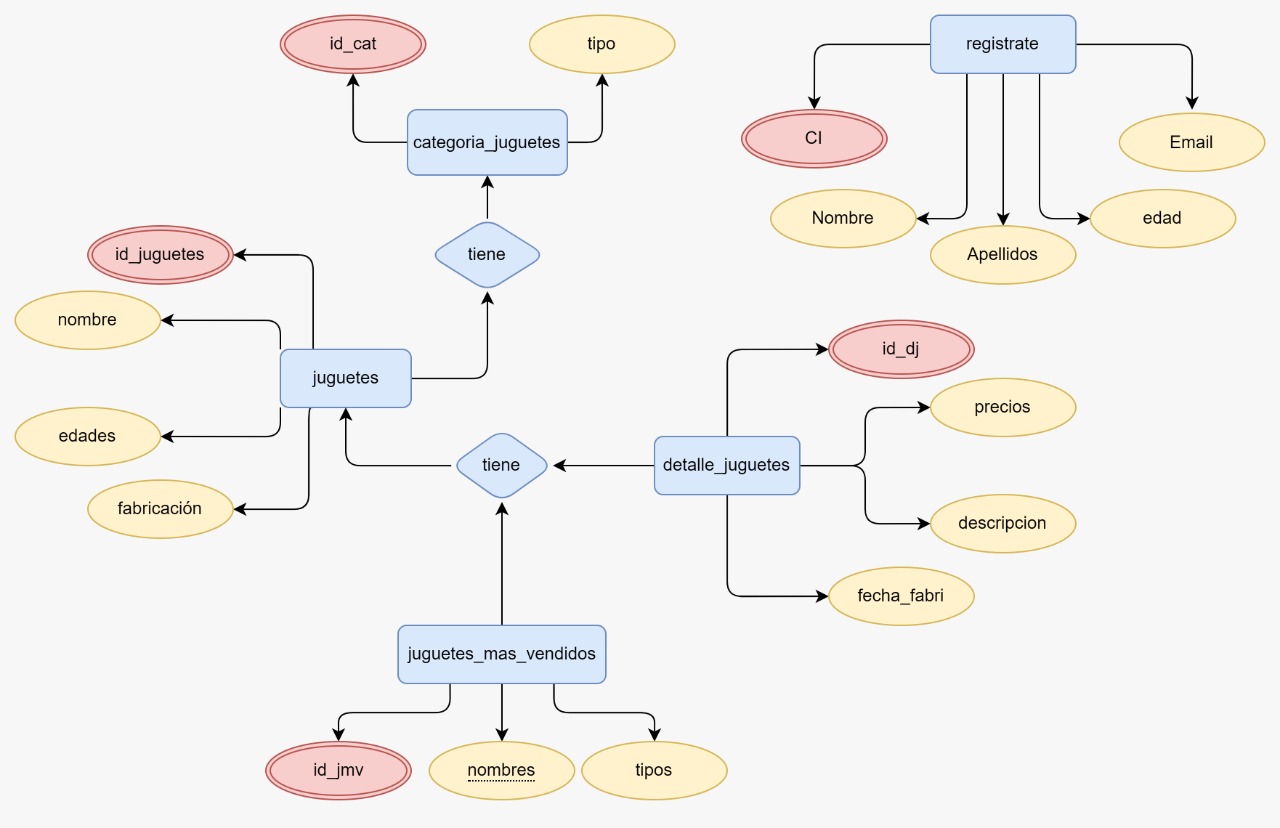 id_cat
tipo
registrate
categoria_juguetes
CI
Email
Nombre
Apellidos
edad
tiene
id_juguetes
nombre
juguetes
edades
fabricación
id_dj
precios
tiene
detalle_juguetes
descripcion
fecha_fabri
juguetes_mas_vendidos
id_jmv
nombres
tipos